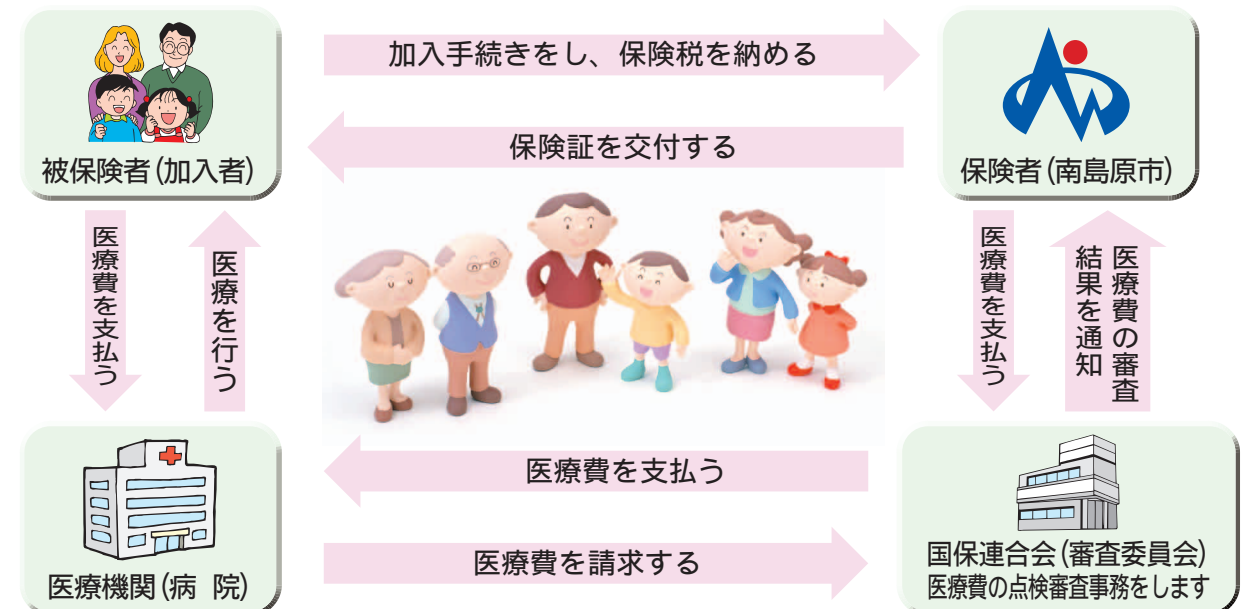 加入手続きをし、保険税を納める
保険証を交付する
被保険者(加入者)
保険者(南島原市)
医療費を支払う
医療を行う
医療費を支払う
医療費の審査
結果を通知
医療費を支払う
医療費を請求する
医療機関(病 院)
国保連合会(審査委員会)
医療費の点検審査事務をします